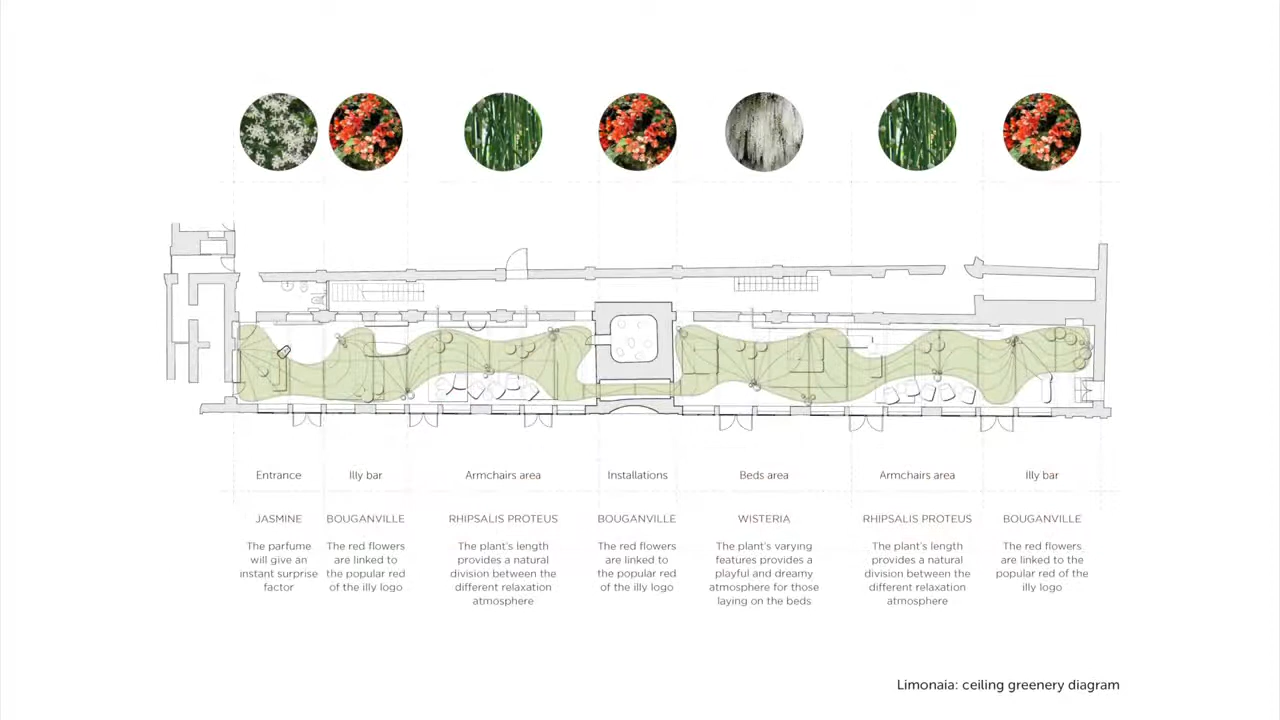 Entrance
Illy bar
Armchairs area
Installations
Beds area
Armchairs area
Illy bar
JASMINE
BOUGANVILLE
RHIPSALIS PROTEUS
BOUGANVILLE
WISTERIA
RHIPSALIS PROTEUS
BOUGANVILLE
The parfume
will give an
instant surprise
factor
The red flowers
are linked to
the popular red
of the illy logo
The plant's length
provides a natural
division between the
different relaxation
atmosphere
The red flowers
are linked to
the popular red
of the illy logo
The plant's varying
features provides a
playful and dreamy
atmosphere for those
laying on the beds
The plant's length
provides a natural
division between the
different relaxation
atmosphere
The red flowers
are linked to the
popular red of the
illy logo
Limonaia: ceiling greenery diagram